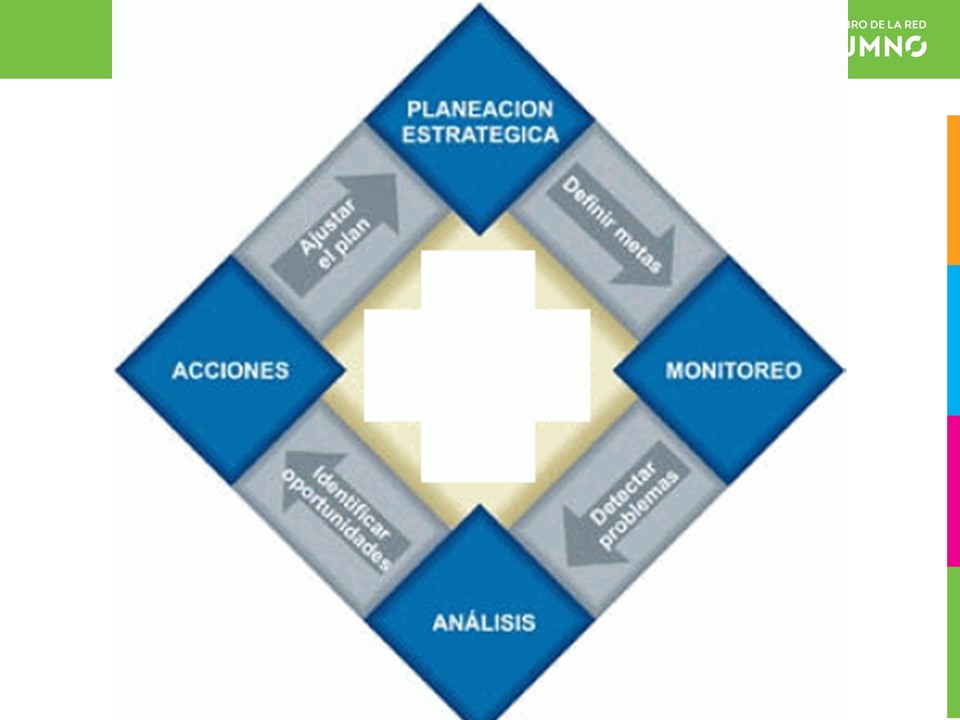 BRO DE LA RED
UMNO
PLANEACION
ESTRATEGICA
Ajustar
el plan
Definir metas
ACCIONES
MONITOREO
Identificar
oportunidades
Detectar
problemas
ANÁLISIS